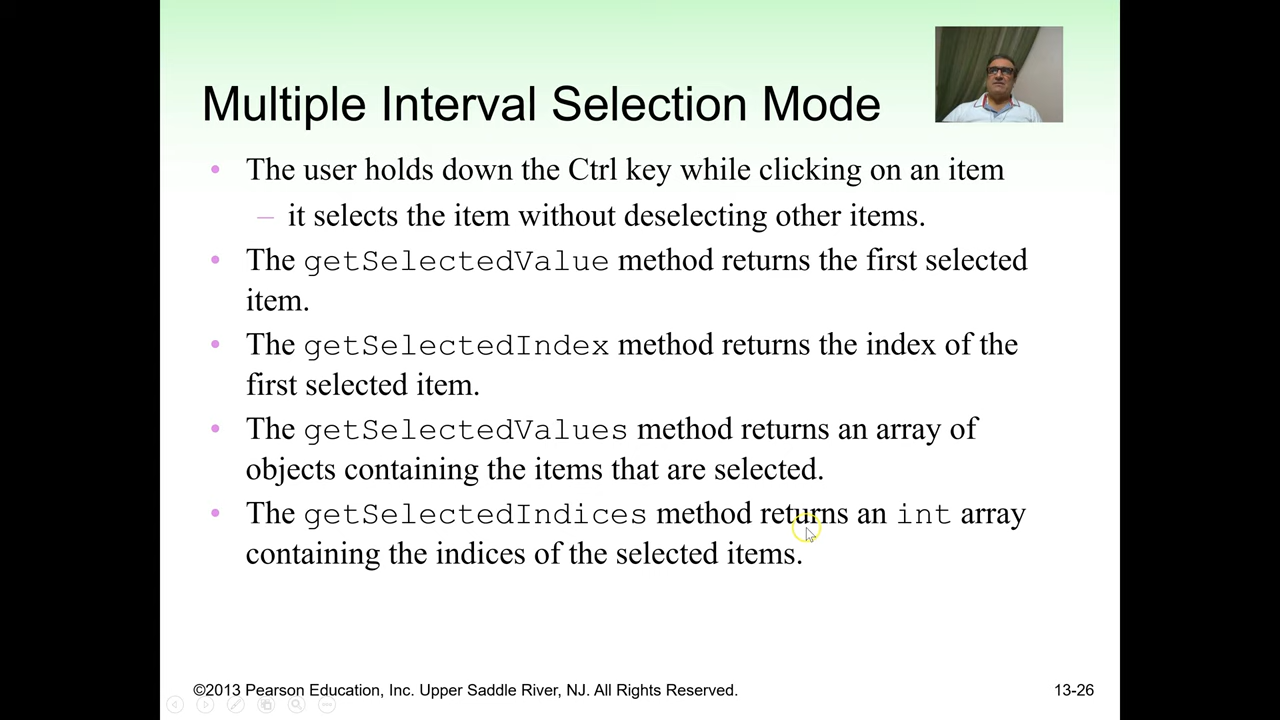 Multiple Interval Selection Mode
• The user holds down the Ctrl key while clicking on an item
– it selects the item without deselecting other items.
• The getSelectedValue method returns the first selected
item.
• The getSelectedIndex method returns the index of the
first selected item.
• The getSelectedValues method returns an array of
objects containing the items that are selected.
• The getSelectedIndices method returns an int array
containing the indices of the selected items.
©2013 Pearson Education, Inc. Upper Saddle River, NJ. All Rights Reserved.
13-26